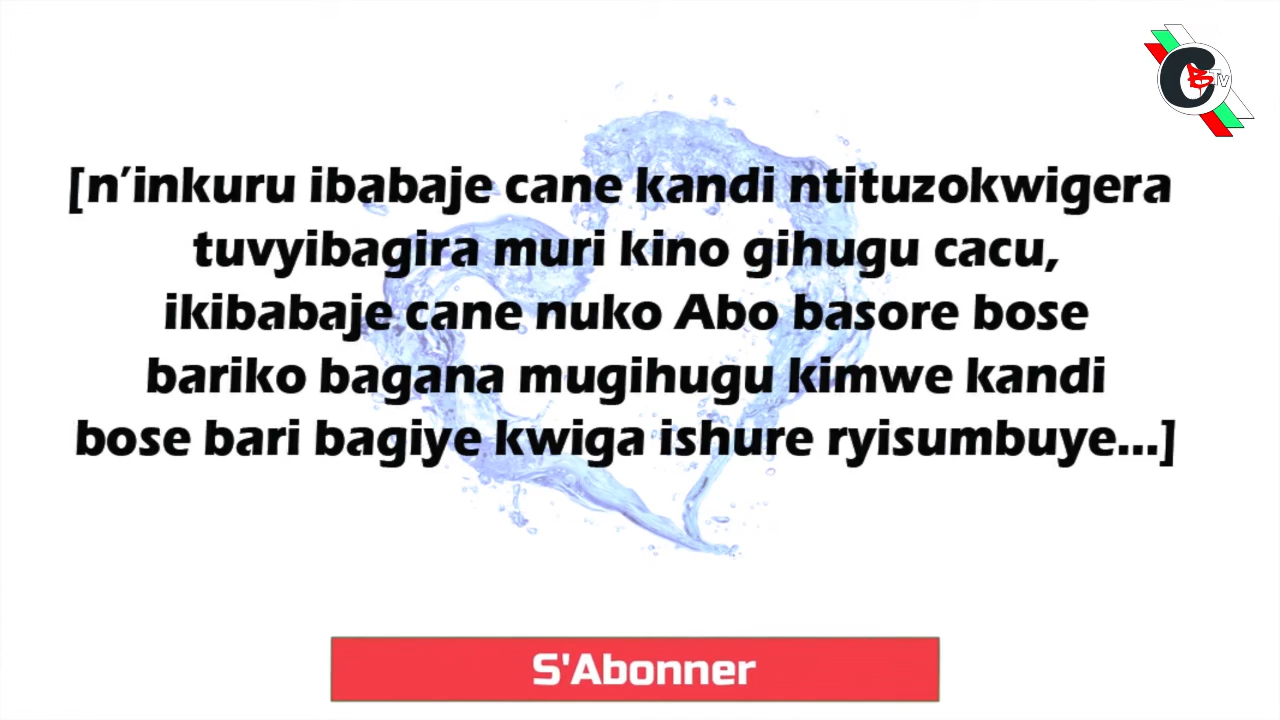 [n'inkuru ibabaje cane kandi ntituzokwigera
tuvyibagira muri kino gihugu cacu,
ikibabaje cane nuko Abo basore bose
bariko bagana mugihugu kimwe kandi
bose bari bagiye kwiga ishure ryisumbuye...]
S'Abonner
C
B
Tv